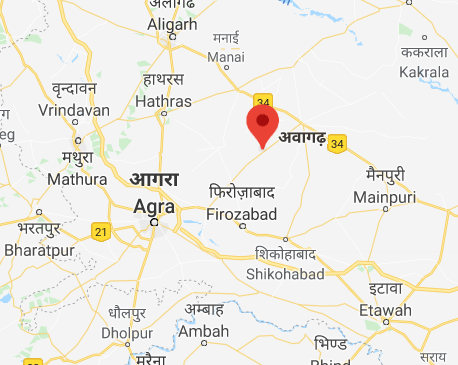 अलीगढ़
Aligarh
मनाई
Manai
ककराला
Kakrala
हाथरस
Hathras
वृन्दावन
Vrindavan
34
अवागढ़
34
मथुरा
Mathura
आगरा
Agra
फिरोज़ाबाद
Firozabad
मैनपुरी
Mainpuri
भरतपुर
Bharatpur
21
शिकोहाबाद
Shikohabad
इटावा
Etawah
धौलपुर
Dholpur
अम्बाह
Ambah
भिण्ड
मुरैना
सराय